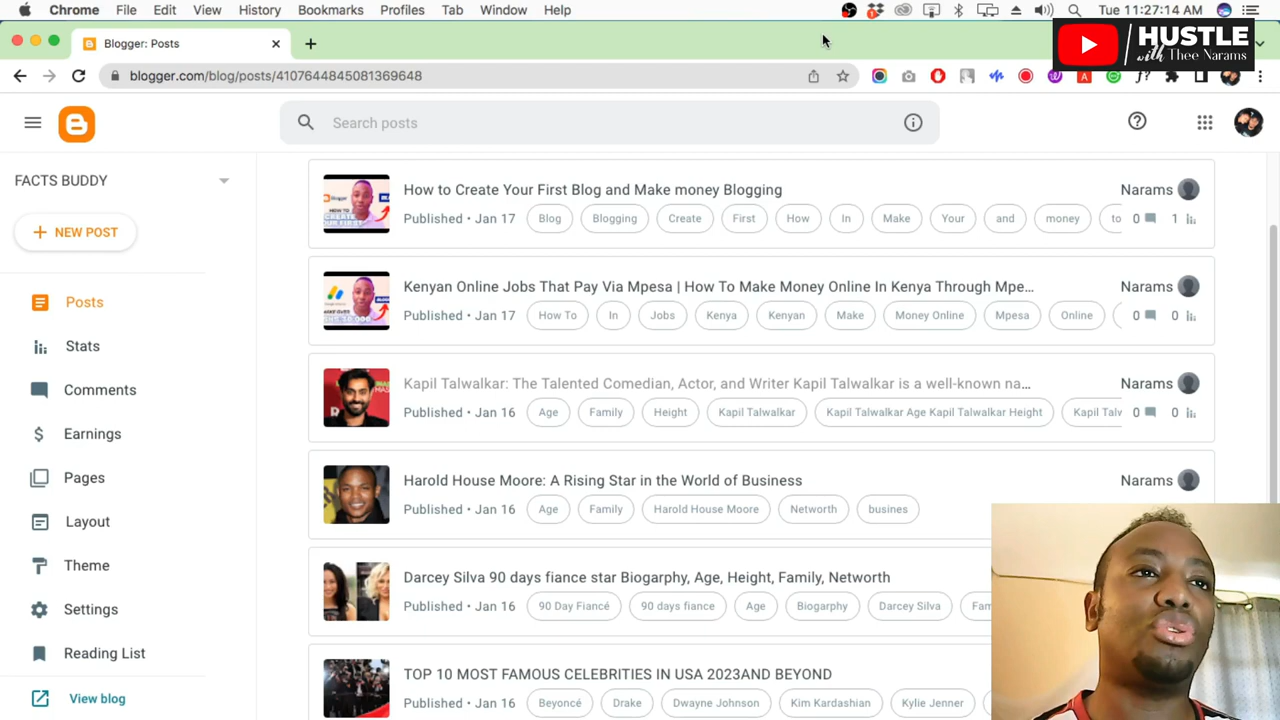 Chrome File Edit View History Bookmarks Profiles Tab Window Help Tue 11:27:14 AM
Blogger: Posts
HUSTLE
with Thee Narams
blogger.com/blog/posts/4107644845081369648
Search posts
FACTS BUDDY
NEW POST
Posts
Stats
Comments
Earnings
Pages
Layout
Theme
Settings
Reading List
View blog
How to Create Your First Blog and Make money Blogging Narams
Published • Jan 17 Blog Blogging Create First How In Make Your and money to 0 1
Kenyan Online Jobs That Pay Via Mpesa | How To Make Money Online In Kenya Through Mpe... Narams
Published • Jan 17 How To In Jobs Kenya Kenyan Make Money Online Mpesa Online 0 0
Kapil Talwalkar: The Talented Comedian, Actor, and Writer Kapil Talwalkar is a well-known na... Narams
Published • Jan 16 Age Family Height Kapil Talwalkar Kapil Talwalkar Age Kapil Talwalkar Height Kapil Talw 0 0
Harold House Moore: A Rising Star in the World of Business Narams
Published • Jan 16 Age Family Harold House Moore Networth busines
Darcey Silva 90 days fiance star Biogarphy, Age, Height, Family, Networth
Published • Jan 16 90 Day Fiancé 90 days fiance Age Biogarphy Darcey Silva Fam
TOP 10 MOST FAMOUS CELEBRITIES IN USA 2023AND BEYOND
Published • Jan 16 Beyoncé Drake Dwayne Johnson Kim Kardashian Kylie Jenner